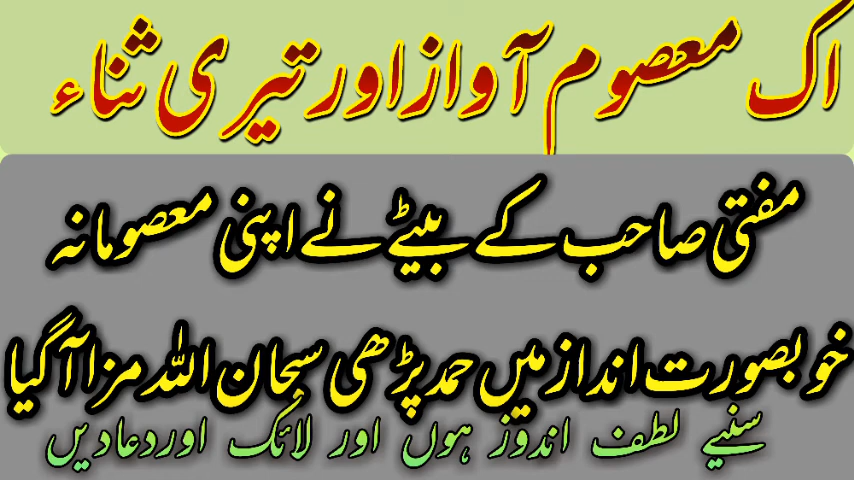 اک معصوم آواز اور تیری ثناء
مفتی صاحب کے بیٹے نے اپنی معصومانہ
خوبصورت انداز میں حمد پڑھی سبحان اللہ مزا آ گیا
سنیے لطف اندوز ہوں اور لائک اور دعا دیں